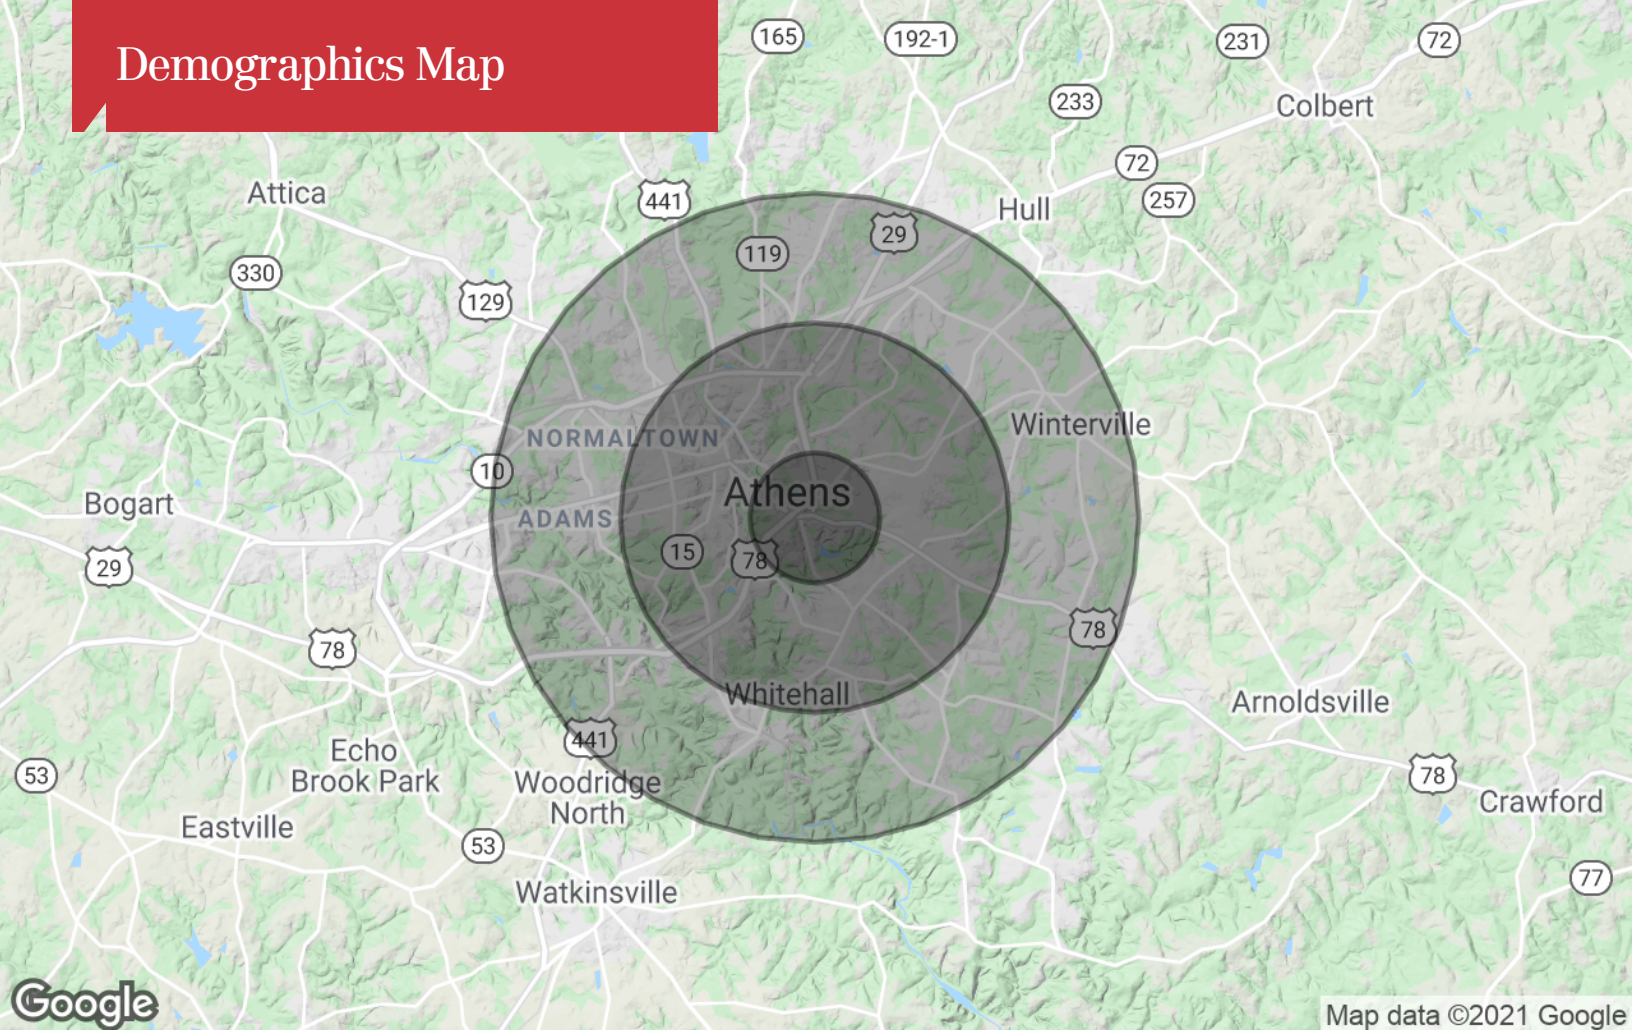 Demographics Map
165
192-1
231
72
233
Colbert
72
Attica
441
257
Hull
29
119
330
129
Winterville
NORMALTOWN
10
Athens
Bogart
ADAMS
15
78
29
78
78
Whitehall
Arnoldsville
441
Echo
Brook Park
53
Woodridge
North
78
Crawford
Eastville
53
77
Watkinsville
Google
Map data ©2021 Google